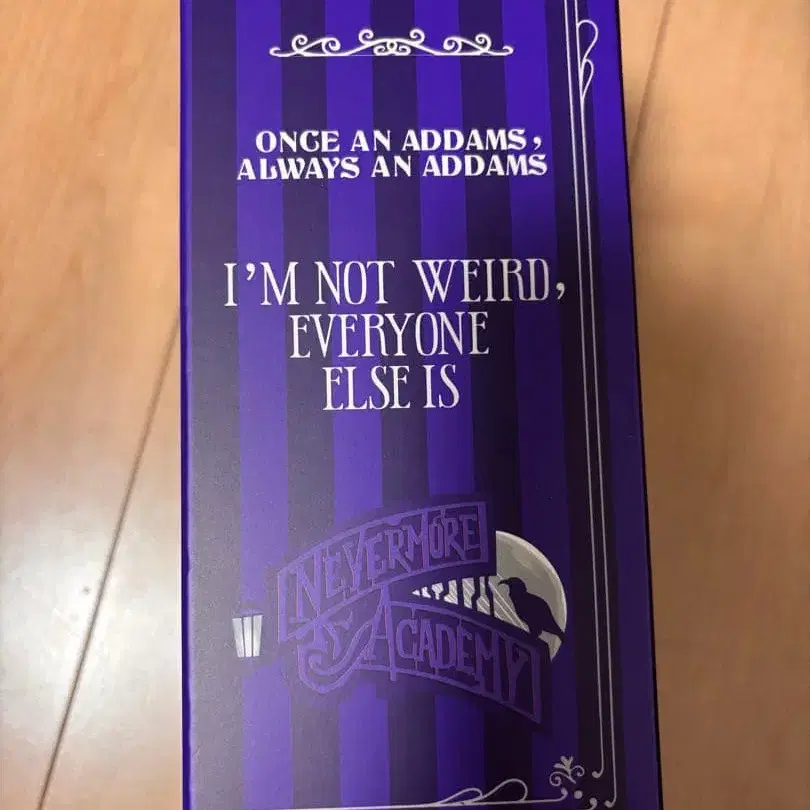 ONCE AN ADDAMS,
ALWAYS AN ADDAMS
I'M NOT WEIRD,
EVERYONE
ELSE IS
NEVERMORE
ACADEMY